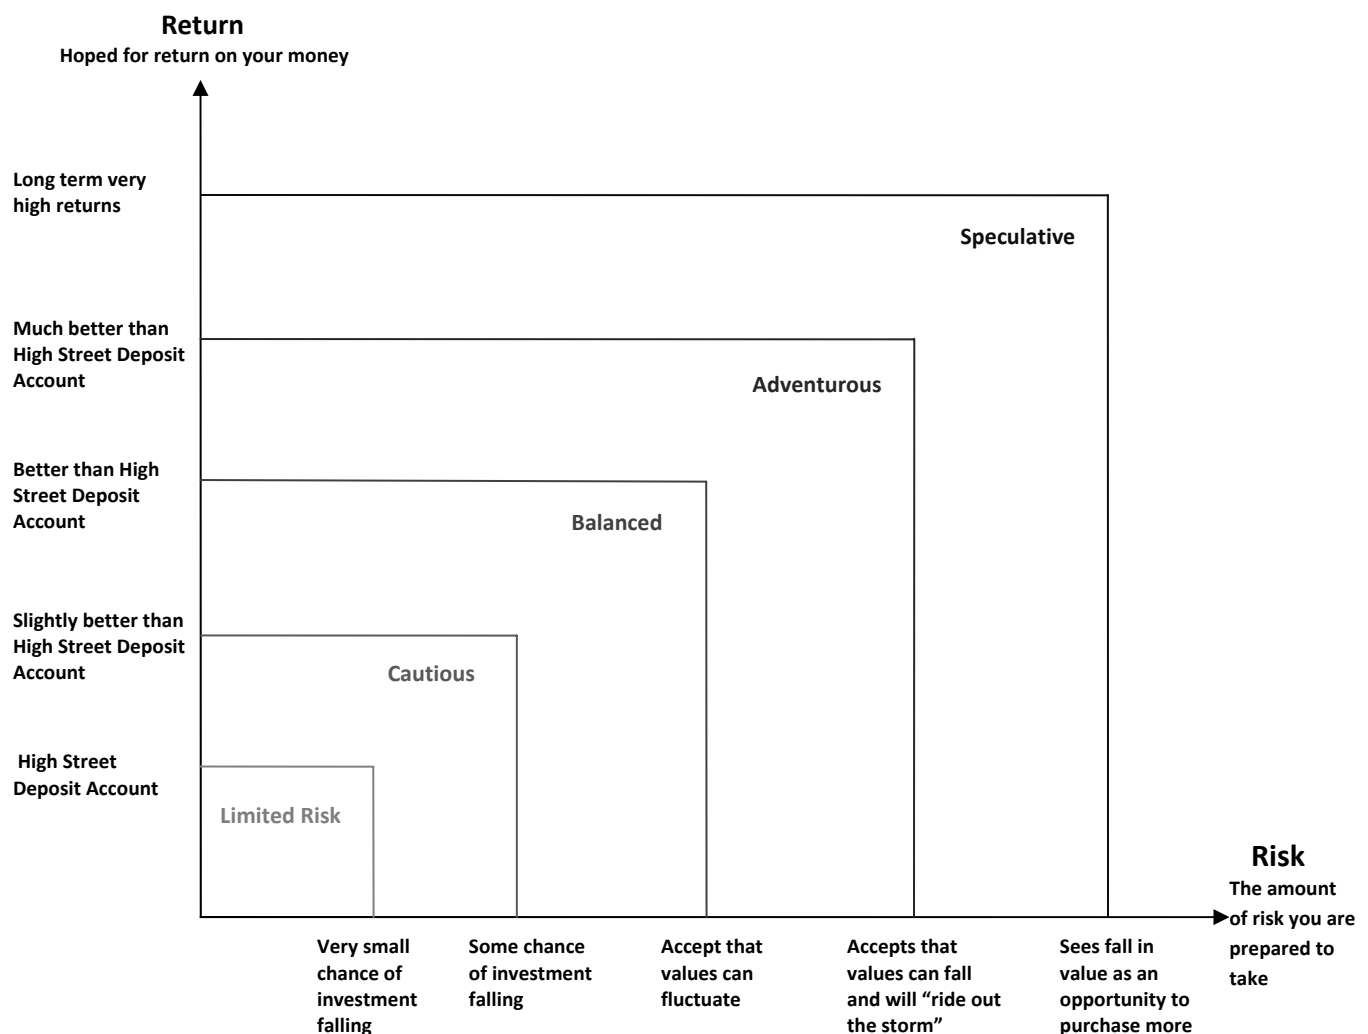 Return
Hoped for return on your money
Long term very
high returns
Speculative
Much better than
High Street Deposit
Account
Adventurous
Better than High
Street Deposit
Account
Balanced
Slightly better than
High Street Deposit
Account
Cautious
High Street
Deposit Account
Limited Risk
Risk
The amount
of risk you are
prepared to
take
Very small
chance of
investment
falling
Some chance
of investment
falling
Accept that
values can
fluctuate
Accepts that
values can fall
and will “ride out
the storm”
Sees fall in
value as an
opportunity to
purchase more